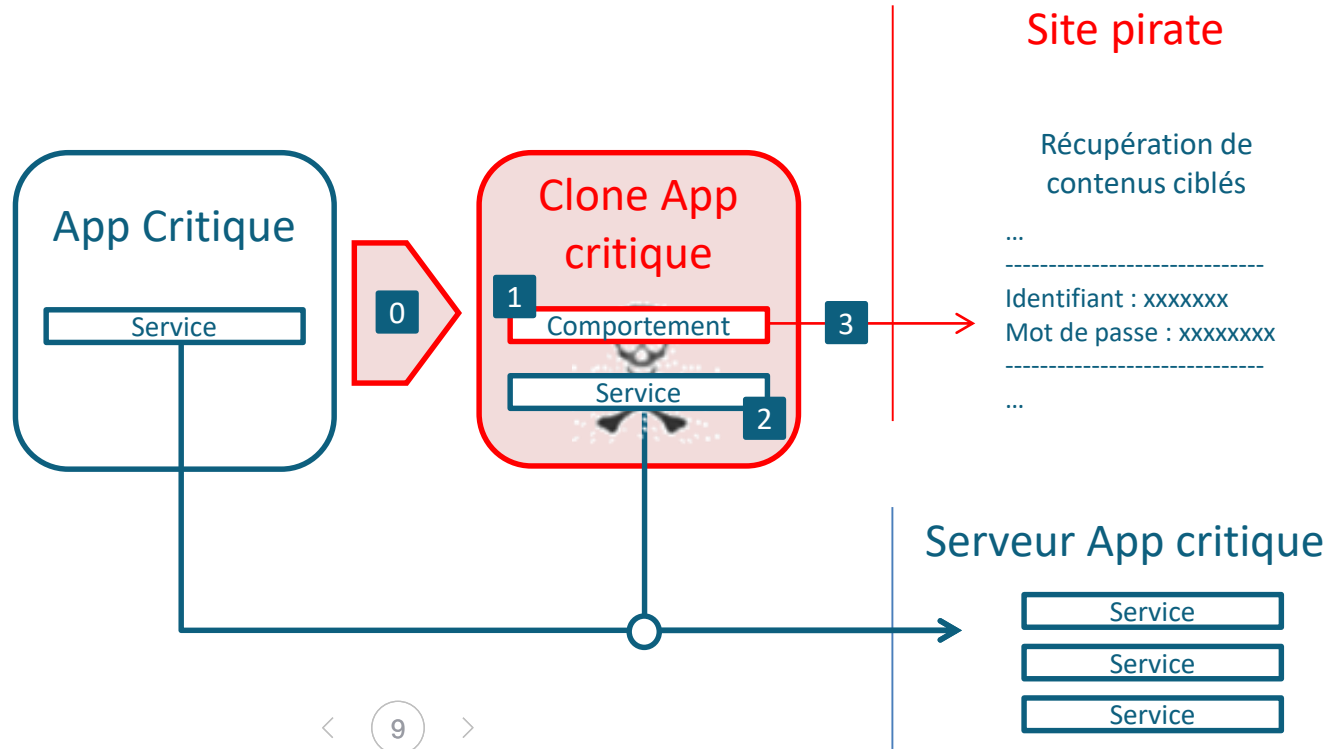 Site pirate
Récupération de
contenus ciblés
...
------------------------------
Identifiant : xxxxxxx
Mot de passe : xxxxxxxx
------------------------------
...
App Critique
Service
0
Clone App
critique
1
Comportement
3
Service
2
Serveur App critique
Service
Service
Service
< 9 >